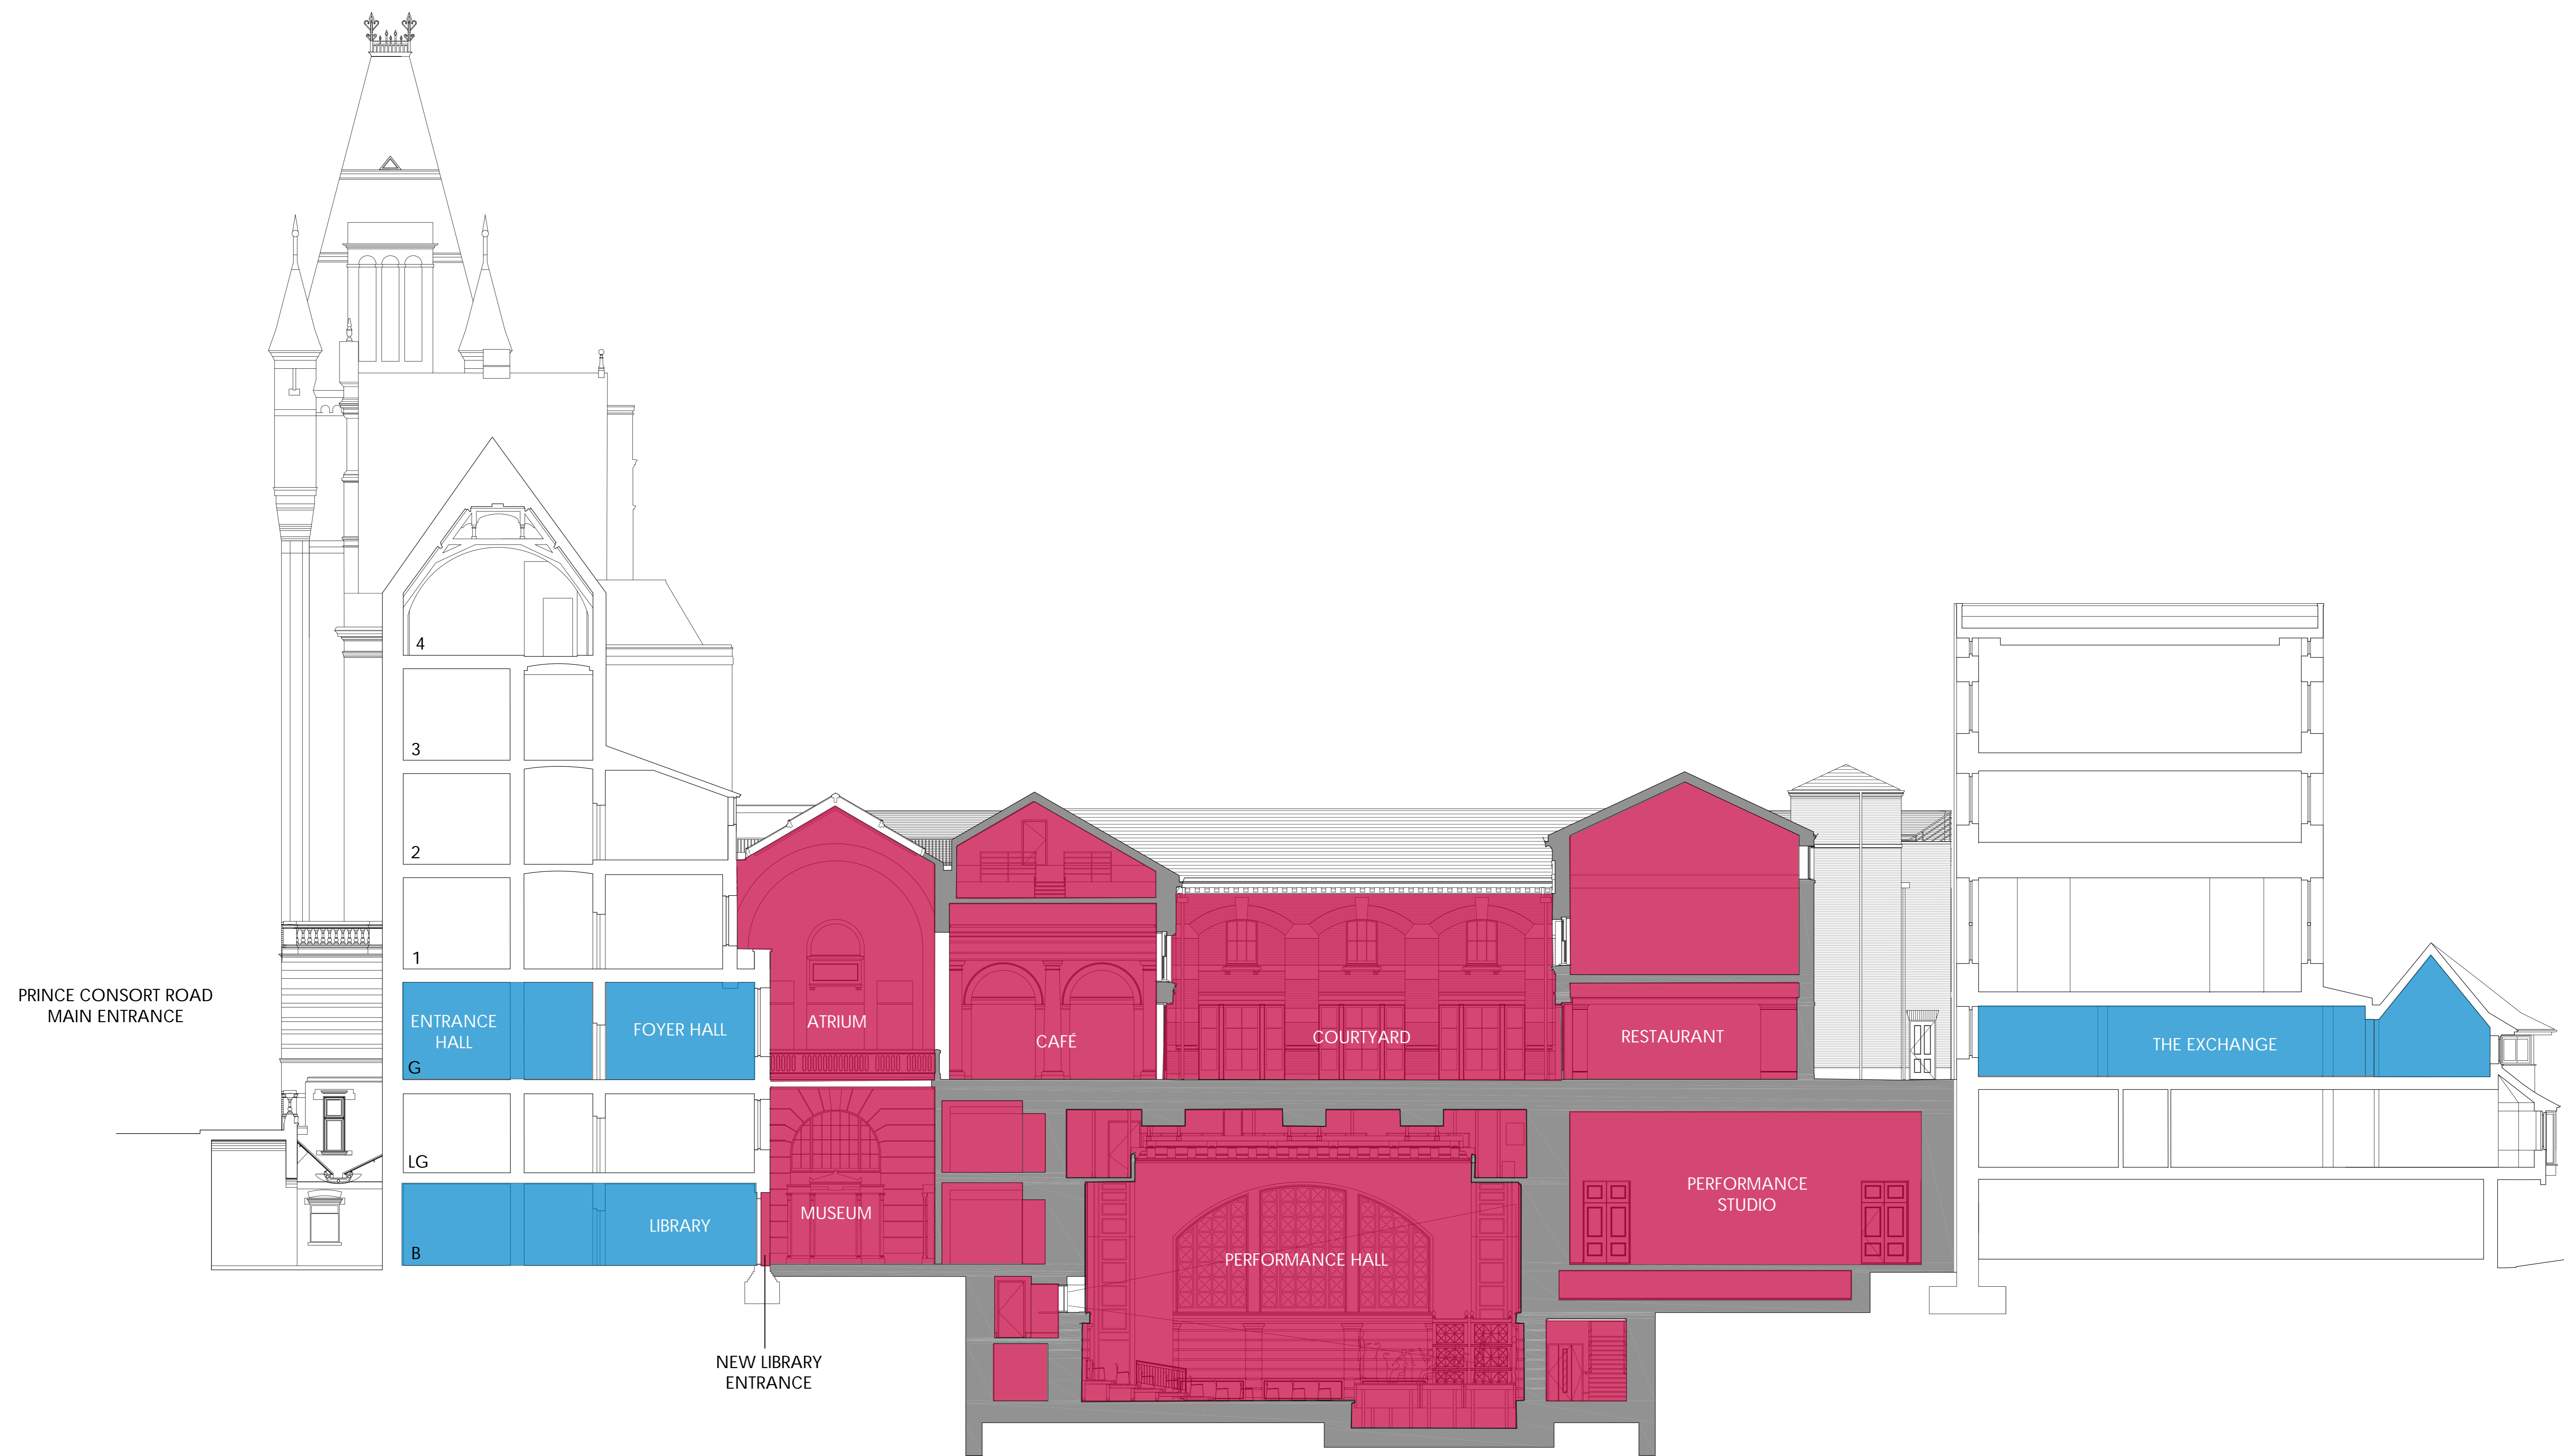 4
3
2
1
PRINCE CONSORT ROAD
MAIN ENTRANCE
ENTRANCE
HALL
G
FOYER HALL
ATRIUM
CAFÉ
COURTYARD
RESTAURANT
THE EXCHANGE
LG
B
LIBRARY
MUSEUM
PERFORMANCE HALL
PERFORMANCE
STUDIO
NEW LIBRARY
ENTRANCE